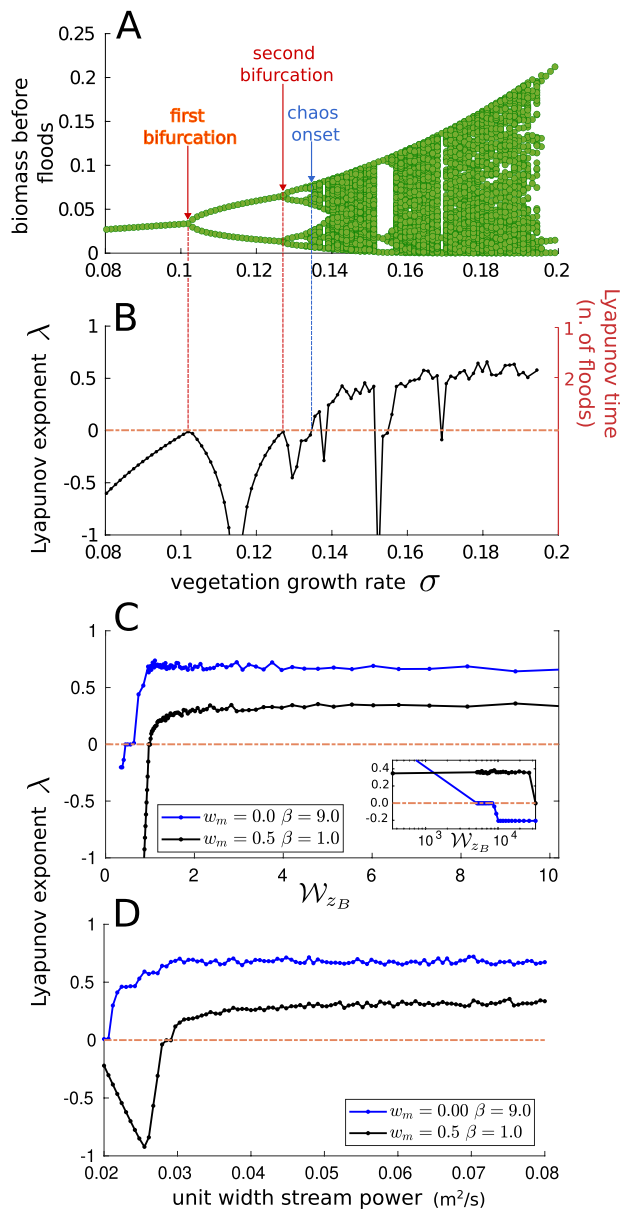 A
0.25
0.2
0.15
0.1
0.05
0
biomass before
floods
first
bifurcation
second
bifurcation
chaos
onset
0.08
0.1
0.12
0.14
0.16
0.18
0.2
B
1
0.5
0
-0.5
-1
Lyapunov exponent λ
1
2
Lyapunov time
(n. of floods)
0.08
0.1
0.12
0.14
0.16
0.18
0.2
vegetation growth rate σ
C
1
0.5
0
-0.5
-1
Lyapunov exponent λ
w_m = 0.0 β = 9.0
w_m = 0.5 β = 1.0
0.4
0.0
-0.2
10^3
10^4
𝒲_{z_B}
0
2
4
6
8
10
𝒲_{z_B}
D
1
0.5
0
-0.5
-1
w_m = 0.00 β = 9.0
w_m = 0.5 β = 1.0
0.02
0.03
0.04
0.05
0.06
0.07
0.08
unit width stream power (m²/s)